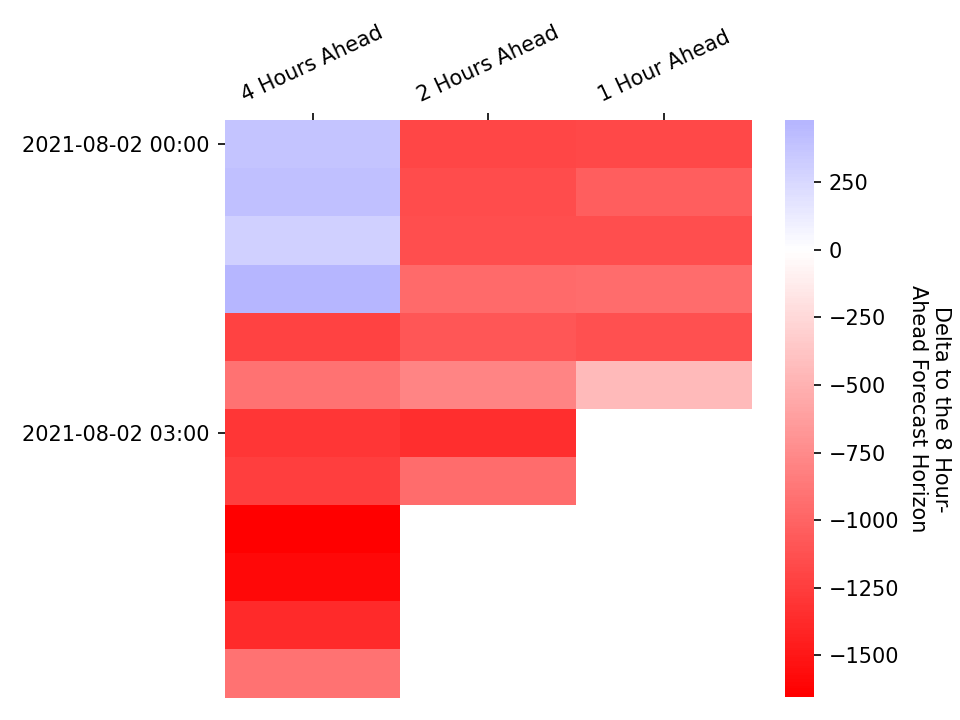 4 Hours Ahead
2 Hours Ahead
1 Hour Ahead
2021-08-02 00:00
2021-08-02 03:00
250
0
−250
−500
−750
−1000
−1250
−1500
Delta to the 8 Hour-
Ahead Forecast Horizon